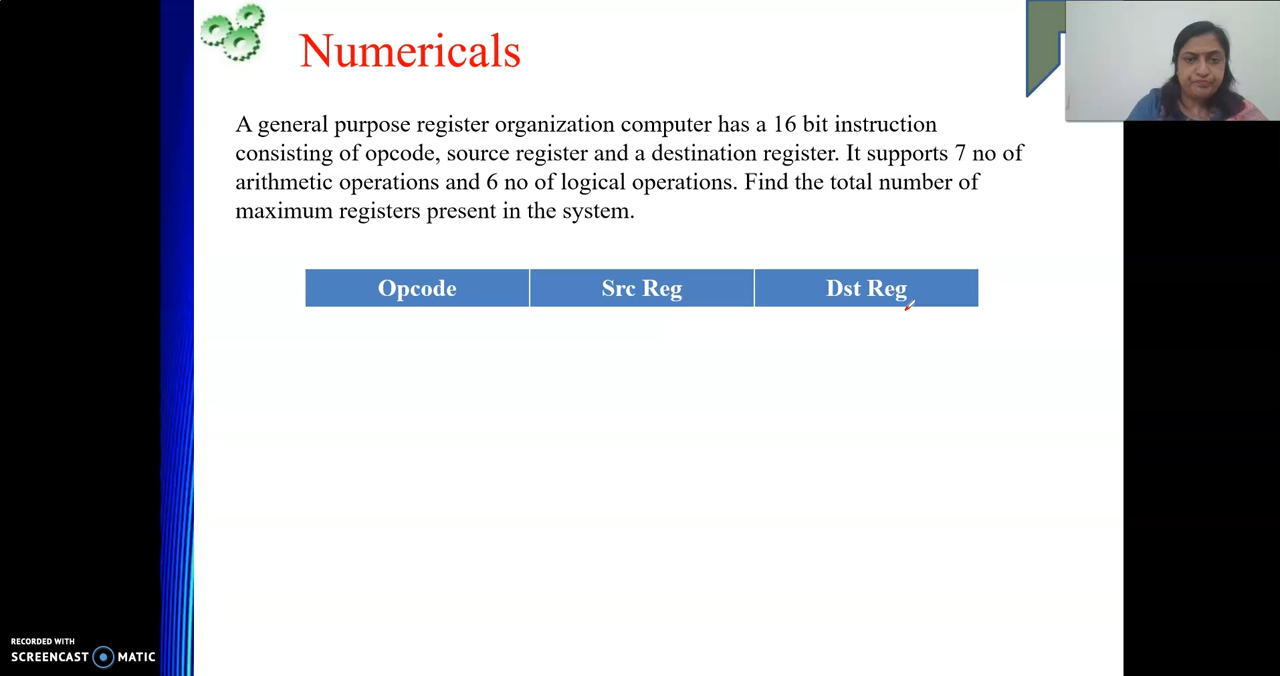 Numericals
A general purpose register organization computer has a 16 bit instruction
consisting of opcode, source register and a destination register. It supports 7 no of
arithmetic operations and 6 no of logical operations. Find the total number of
maximum registers present in the system.
Opcode Src Reg Dst Reg
RECORDED WITH
SCREENCAST MATIC